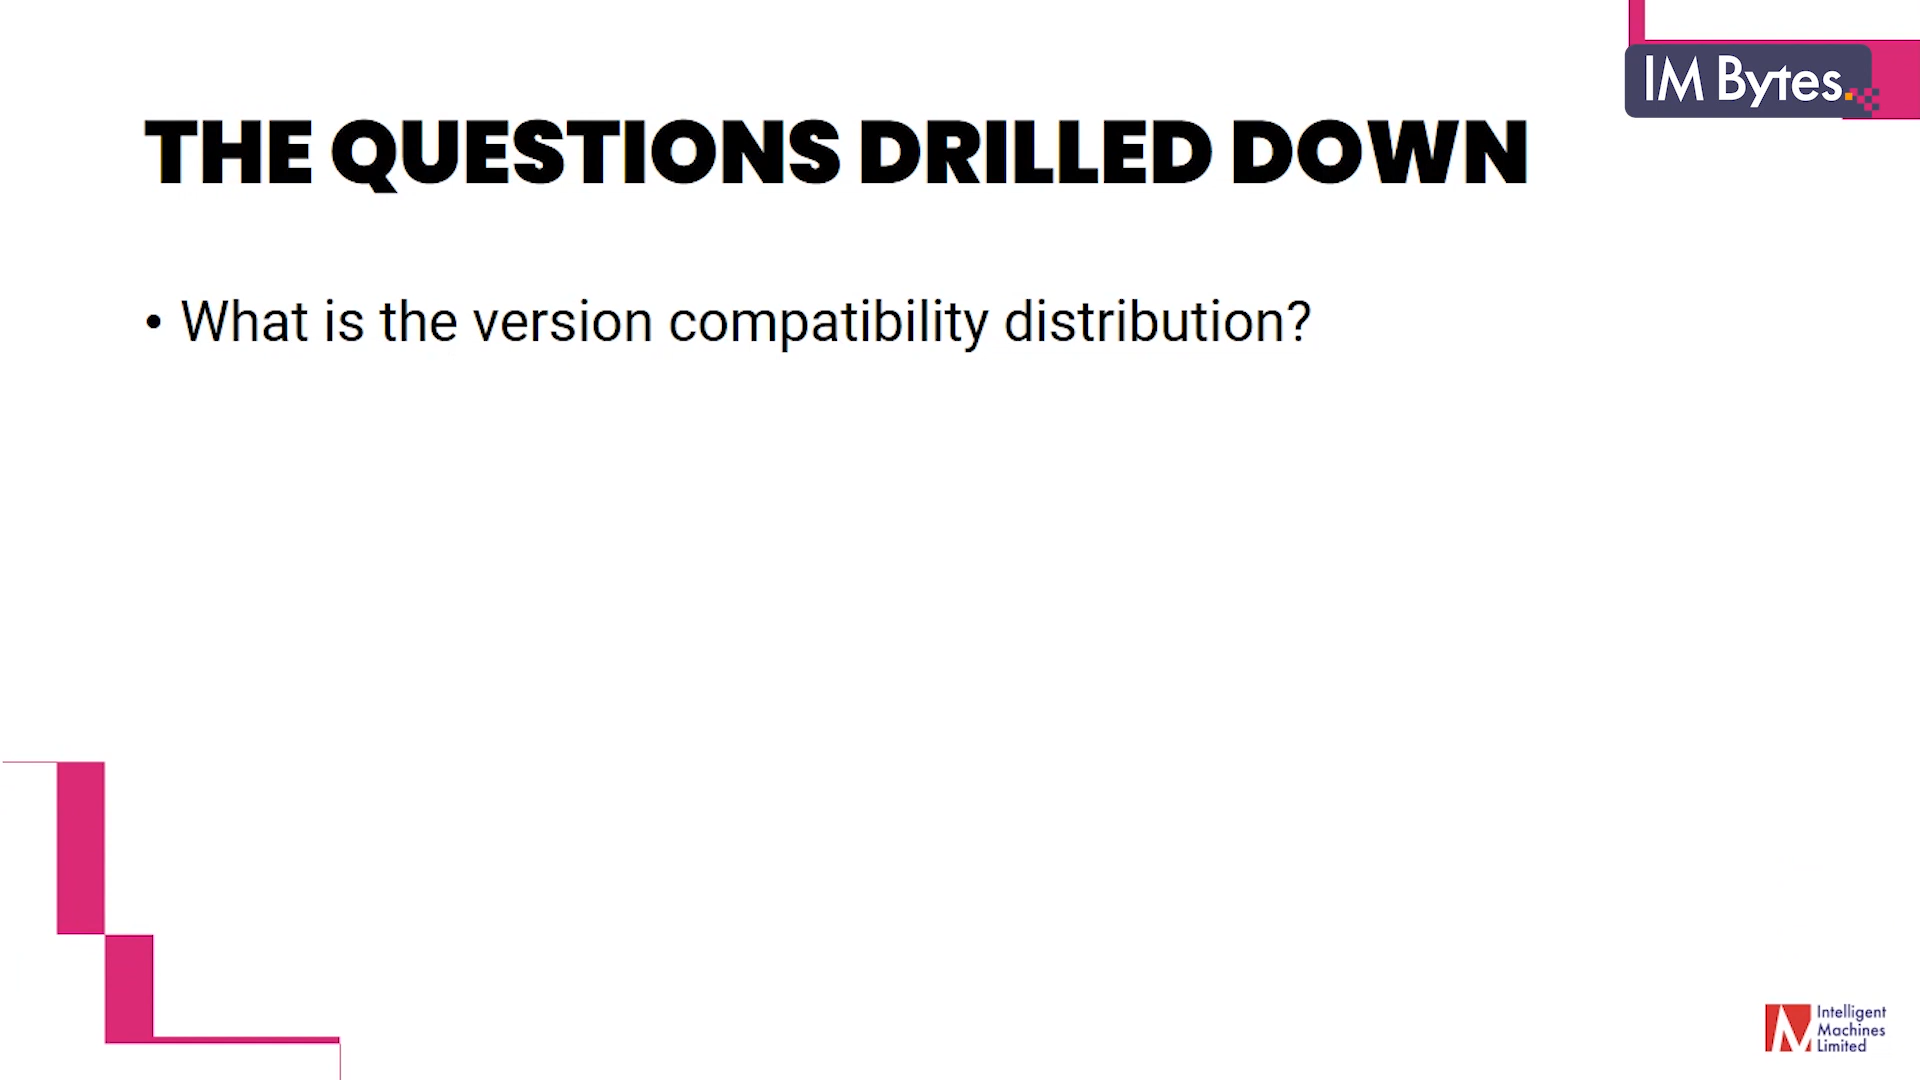 IM Bytes.
THE QUESTIONS DRILLED DOWN
• What is the version compatibility distribution?
Intelligent
Machines
Limited